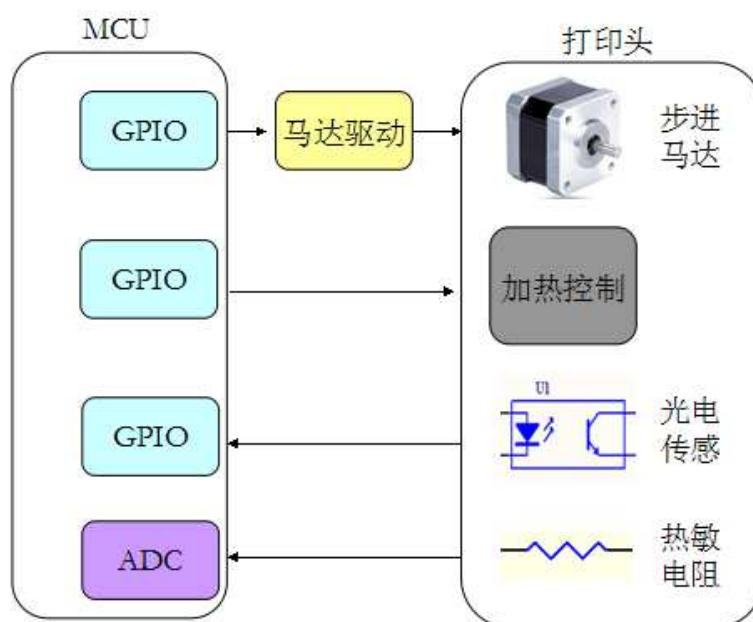 MCU
打印头
GPIO
马达驱动
步进
马达
GPIO
加热控制
GPIO
U1
光电
传感
ADC
热敏
电阻